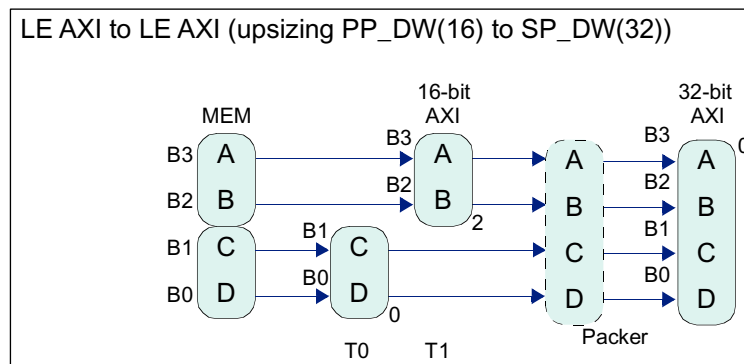 LE AXI to LE AXI (upsizing PP_DW(16) to SP_DW(32))
MEM
16-bit
AXI
32-bit
AXI
B3 A B3 A A B3 A 0
B2 B B2 B 2 B B2 B
B1 C B1 C C B1 C
B0 D B0 D 0 D B0 D
Packer
T0 T1